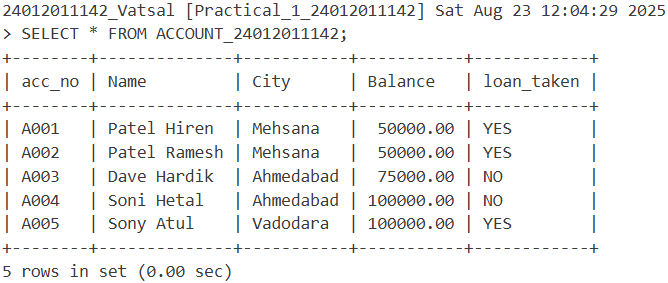 24012011142_Vatsal [Practical_1_24012011142] Sat Aug 23 12:04:29 2025
> SELECT * FROM ACCOUNT_24012011142;
+--------+--------------+-----------+-----------+------------+
| acc_no | Name         | City      | Balance   | loan_taken |
+--------+--------------+-----------+-----------+------------+
| A001   | Patel Hiren  | Mehsana   |  50000.00 | YES        |
| A002   | Patel Ramesh | Mehsana   |  50000.00 | YES        |
| A003   | Dave Hardik  | Ahmedabad |  75000.00 | NO         |
| A004   | Soni Hetal   | Ahmedabad | 100000.00 | NO         |
| A005   | Sony Atul    | Vadodara  | 100000.00 | YES        |
+--------+--------------+-----------+-----------+------------+
5 rows in set (0.00 sec)